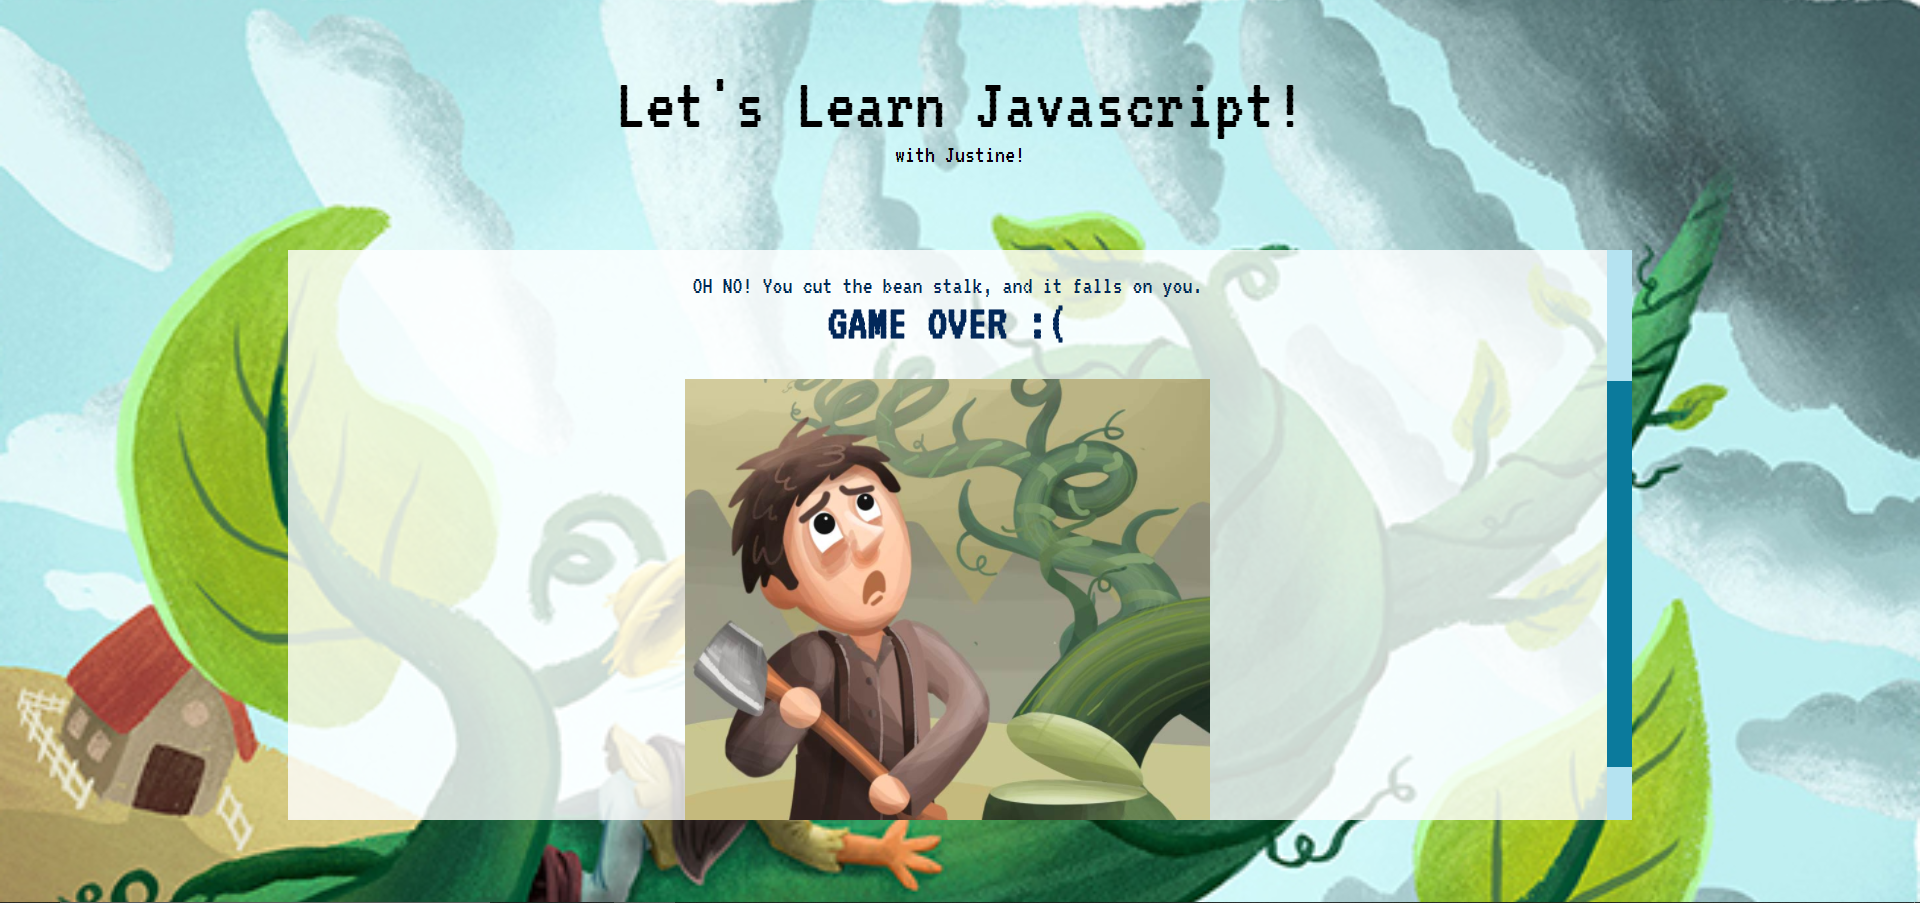 Let's Learn Javascript!
with Justine!
OH NO! You cut the bean stalk, and it falls on you.
GAME OVER :(